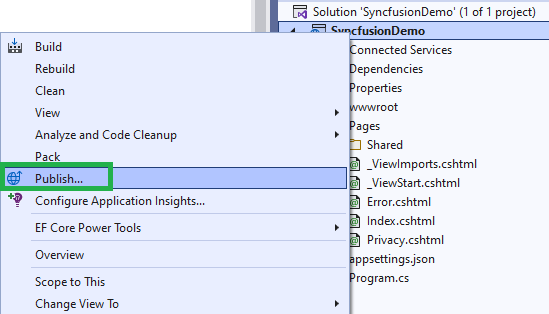 Solution 'SyncfusionDemo' (1 of 1 project)
SyncfusionDemo
Connected Services
Dependencies
Properties
wwwroot
Pages
Shared
_ViewImports.cshtml
_ViewStart.cshtml
Error.cshtml
Index.cshtml
Privacy.cshtml
appsettings.json
Program.cs
Build
Rebuild
Clean
View
Analyze and Code Cleanup
Pack
Publish...
Configure Application Insights...
EF Core Power Tools
Overview
Scope to This
Change View To